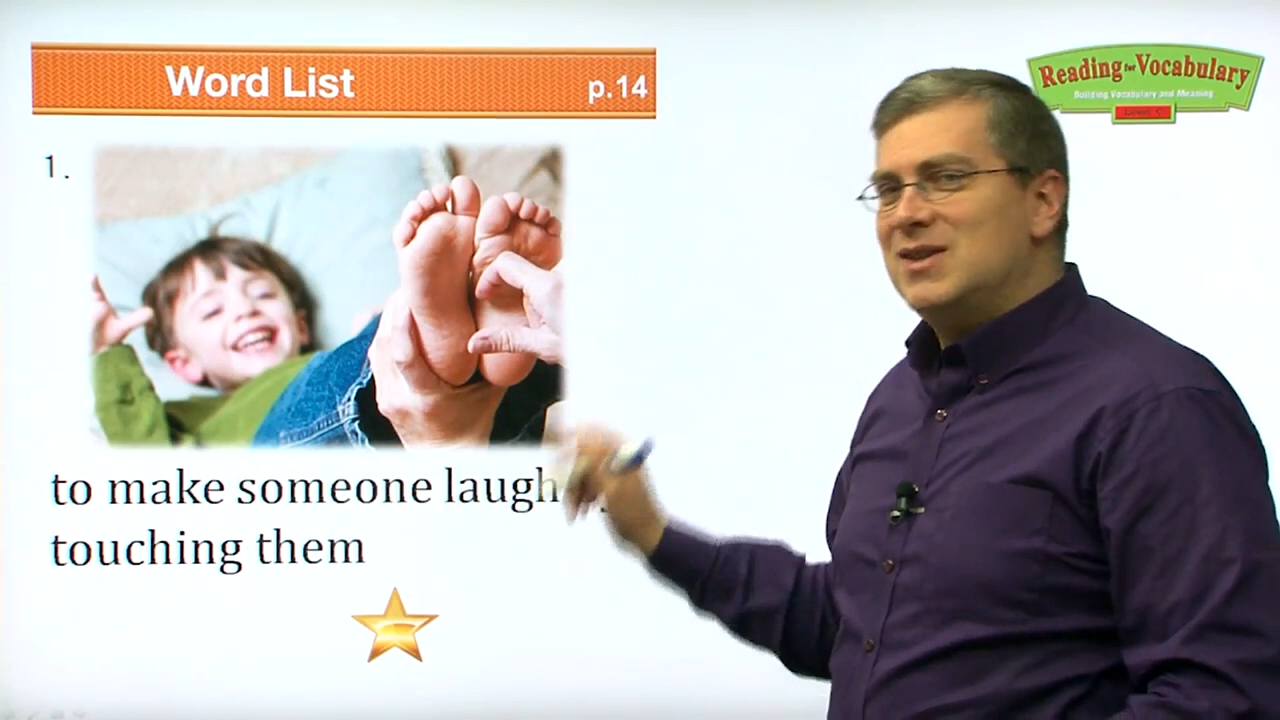 Word List p.14
Reading for Vocabulary
Building Vocabulary and Meaning
1.
to make someone laugh
touching them